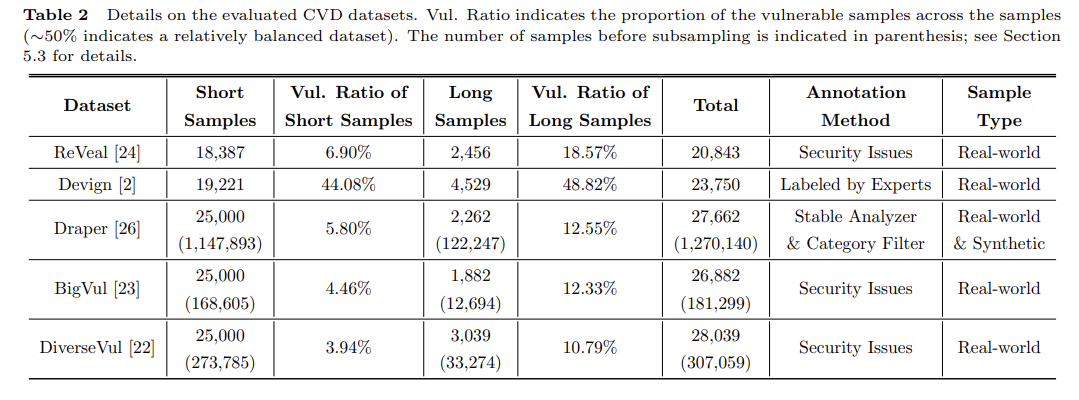 Table 2 Details on the evaluated CVD datasets. Vul. Ratio indicates the proportion of the vulnerable samples across the samples
(∼50% indicates a relatively balanced dataset). The number of samples before subsampling is indicated in parenthesis; see Section
5.3 for details.
Dataset | Short Samples | Vul. Ratio of Short Samples | Long Samples | Vul. Ratio of Long Samples | Total | Annotation Method | Sample Type
ReVeal [24] | 18,387 | 6.90% | 2,456 | 18.57% | 20,843 | Security Issues | Real-world
Devign [2] | 19,221 | 44.08% | 4,529 | 48.82% | 23,750 | Labeled by Experts | Real-world
Draper [26] | 25,000 (1,147,893) | 5.80% | 2,262 (122,247) | 12.55% | 27,662 (1,270,140) | Stable Analyzer & Category Filter | Real-world & Synthetic
BigVul [23] | 25,000 (168,605) | 4.46% | 1,882 (12,694) | 12.33% | 26,882 (181,299) | Security Issues | Real-world
DiverseVul [22] | 25,000 (273,785) | 3.94% | 3,039 (33,274) | 10.79% | 28,039 (307,059) | Security Issues | Real-world